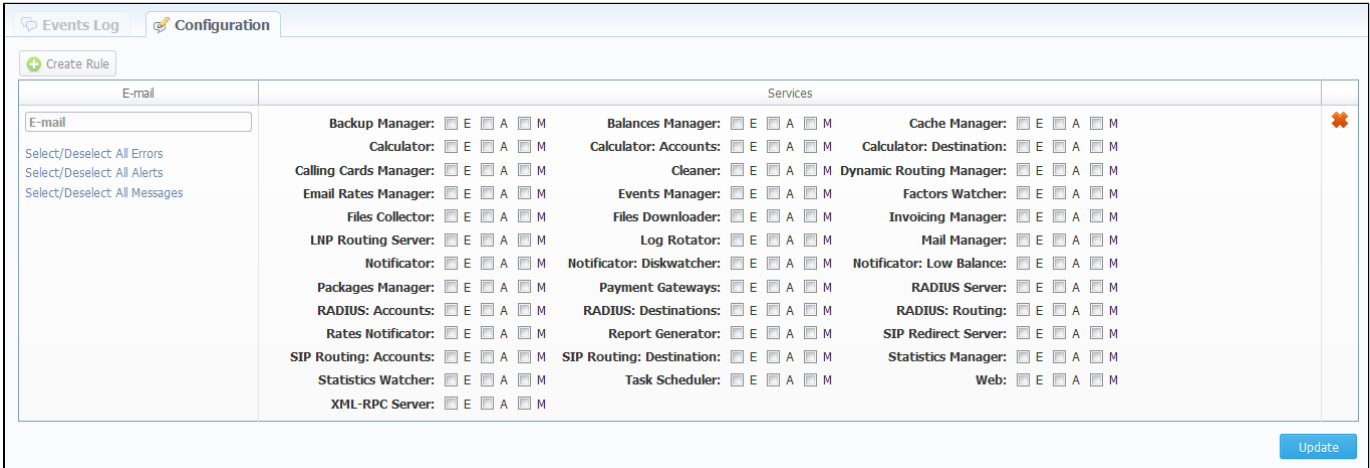 Events Log Configuration
Create Rule
E-mail Services
E-mail
Select/Deselect All Errors
Select/Deselect All Alerts
Select/Deselect All Messages
Backup Manager: E A M Balances Manager: E A M Cache Manager: E A M
Calculator: E A M Calculator: Accounts: E A M Calculator: Destination: E A M
Calling Cards Manager: E A M Cleaner: E A M Dynamic Routing Manager: E A M
Email Rates Manager: E A M Events Manager: E A M Factors Watcher: E A M
Files Collector: E A M Files Downloader: E A M Invoicing Manager: E A M
LNP Routing Server: E A M Log Rotator: E A M Mail Manager: E A M
Notificator: E A M Notificator: Diskwatcher: E A M Notificator: Low Balance: E A M
Packages Manager: E A M Payment Gateways: E A M RADIUS Server: E A M
RADIUS: Accounts: E A M RADIUS: Destinations: E A M RADIUS: Routing: E A M
Rates Notificator: E A M Report Generator: E A M SIP Redirect Server: E A M
SIP Routing: Accounts: E A M SIP Routing: Destination: E A M Statistics Manager: E A M
Statistics Watcher: E A M Task Scheduler: E A M Web: E A M
XML-RPC Server: E A M
Update